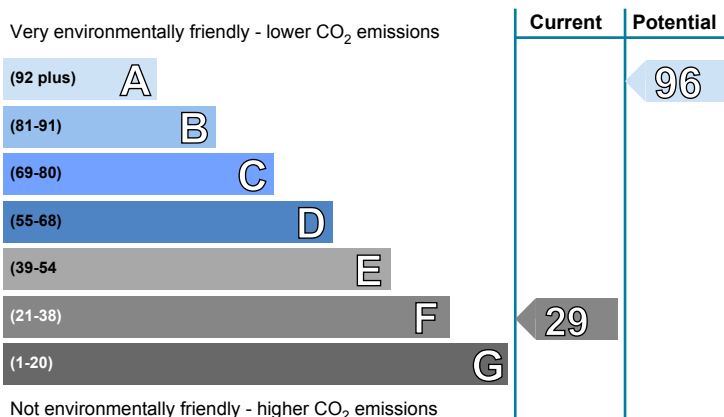 Current Potential
Very environmentally friendly - lower CO2 emissions
(92 plus) A 96
(81-91) B
(69-80) C
(55-68) D
(39-54 E
(21-38) F 29
(1-20) G
Not environmentally friendly - higher CO2 emissions